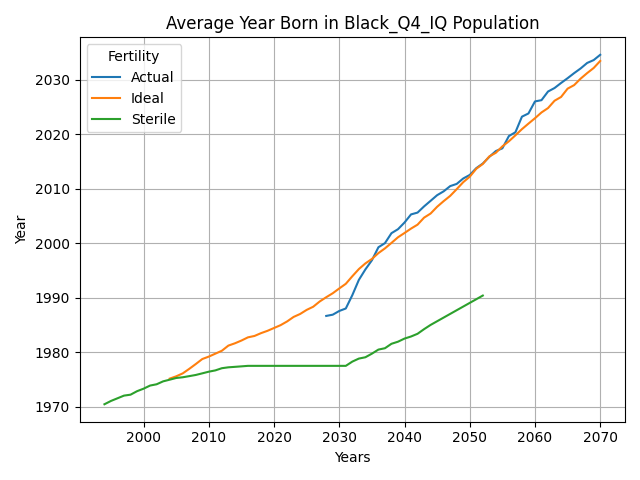 Average Year Born in Black_Q4_IQ Population
Fertility
Actual
Ideal
Sterile
Year
2030
2020
2010
2000
1990
1980
1970
2000 2010 2020 2030 2040 2050 2060 2070
Years